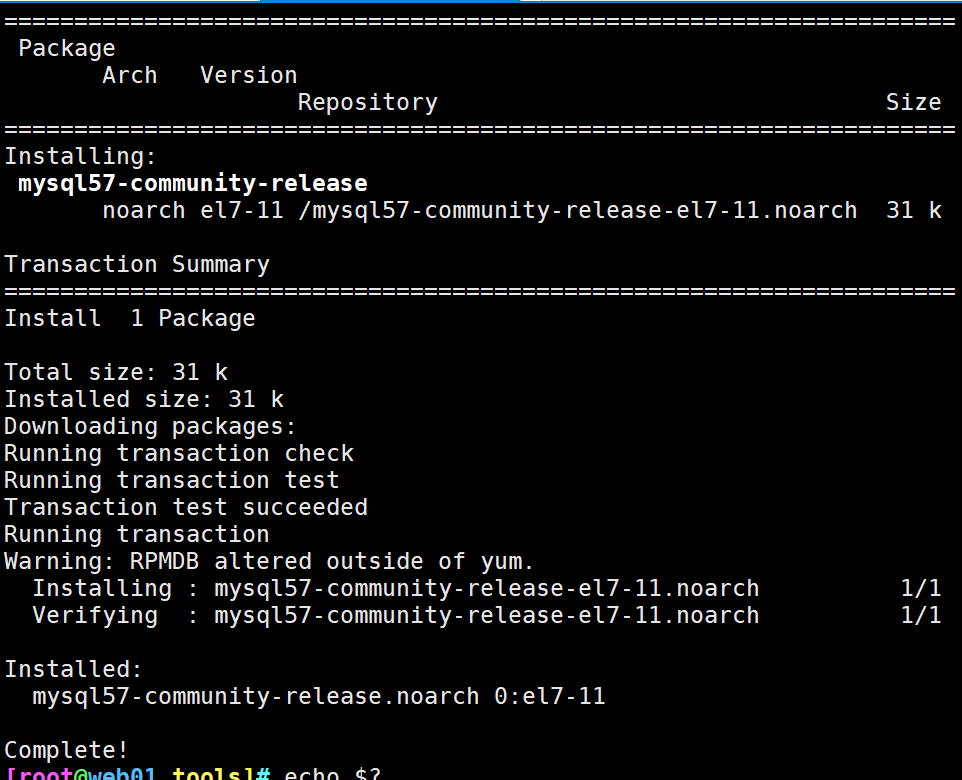 ====================================================================
Package
Arch Version
Repository Size
====================================================================
Installing:
mysql57-community-release
noarch el7-11 /mysql57-community-release-el7-11.noarch 31 k
Transaction Summary
====================================================================
Install 1 Package
Total size: 31 k
Installed size: 31 k
Downloading packages:
Running transaction check
Running transaction test
Transaction test succeeded
Running transaction
Warning: RPMDB altered outside of yum.
Installing : mysql57-community-release-el7-11.noarch 1/1
Verifying : mysql57-community-release-el7-11.noarch 1/1
Installed:
mysql57-community-release.noarch 0:el7-11
Complete!
[root@web01 tools]# echo $?